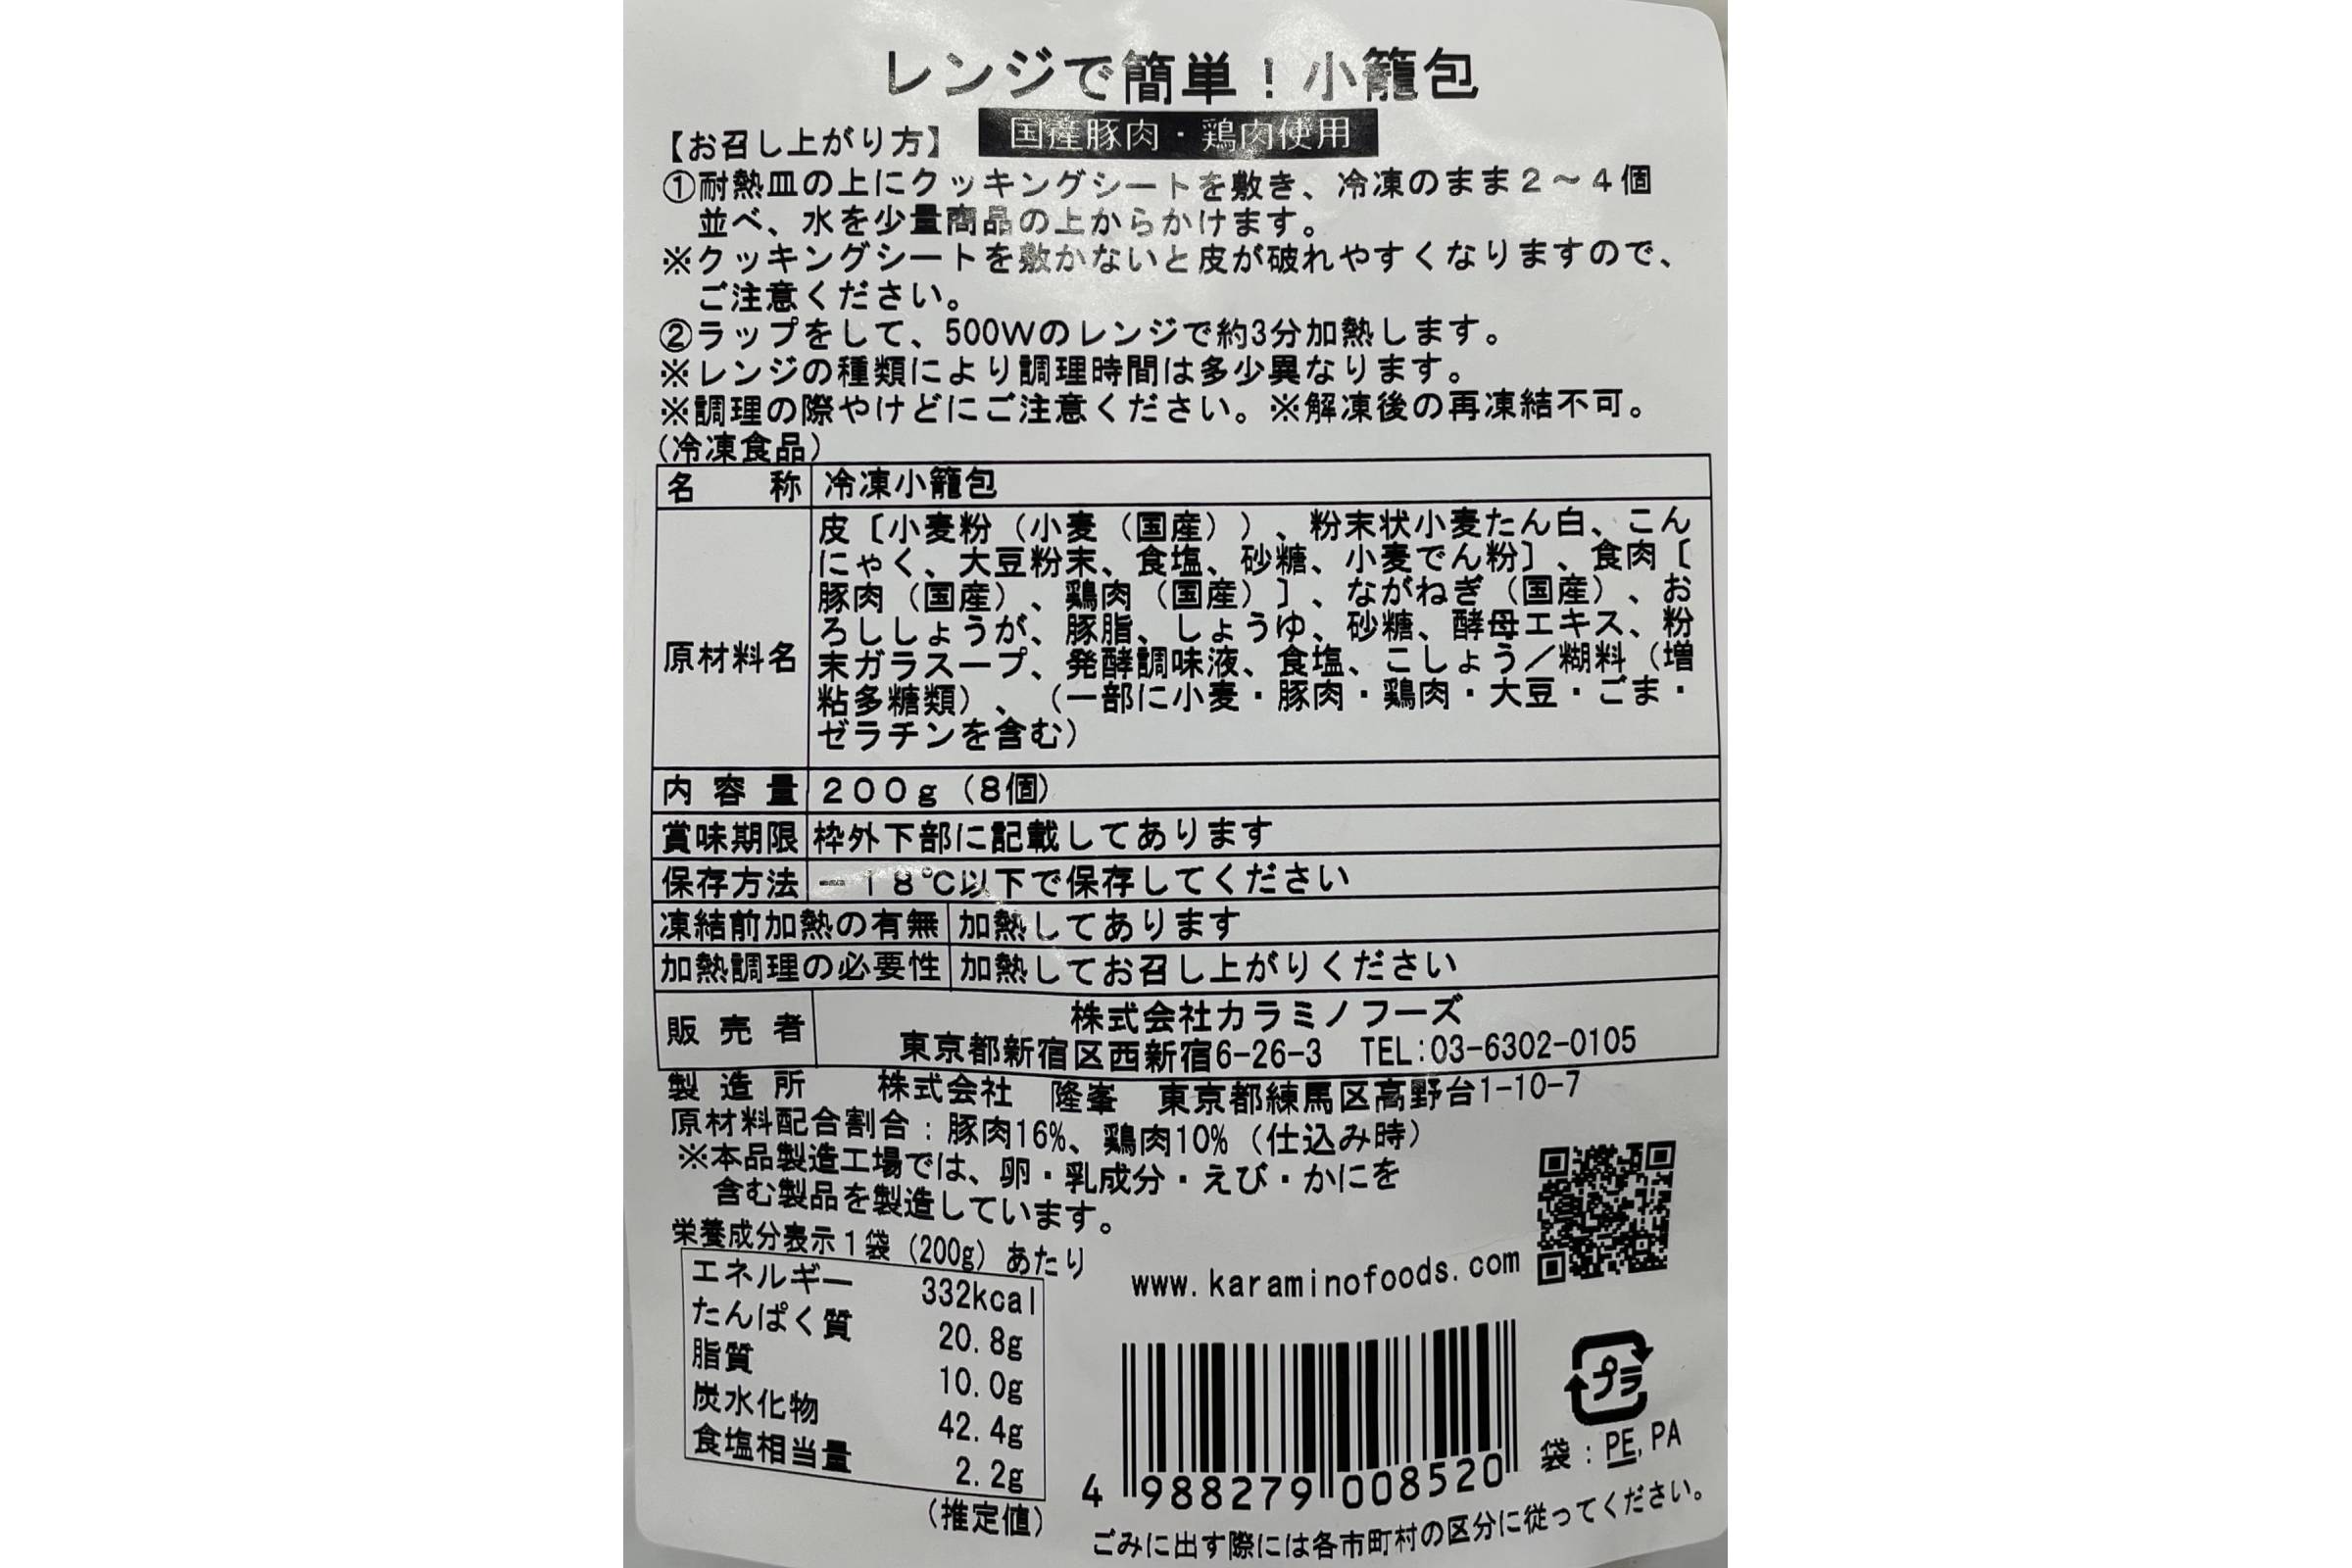 レンジで簡単！小籠包
国産豚肉・鶏肉使用
【お召し上がり方】
①耐熱皿の上にクッキングシートを敷き、冷凍のまま２～４個
並べ、水を少量商品の上からかけます。
※クッキングシートを敷かないと皮が破れやすくなりますので、
ご注意ください。
②ラップをして、500Wのレンジで約3分加熱します。
※レンジの種類により調理時間は多少異なります。
※調理の際やけどにご注意ください。※解凍後の再凍結不可。
（冷凍食品）
名　　称 冷凍小籠包
原材料名
皮〔小麦粉（小麦（国産））、粉末状小麦たん白、こん
にゃく、大豆粉末、食塩、砂糖、小麦でん粉〕、食肉〔
豚肉（国産）、鶏肉（国産）〕、ながねぎ（国産）、お
ろししょうが、豚脂、しょうゆ、砂糖、酵母エキス、粉
末ガラスープ、発酵調味液、食塩、こしょう／糊料（増
粘多糖類）、（一部に小麦・豚肉・鶏肉・大豆・ごま・
ゼラチンを含む）
内容量 ２００ｇ（８個）
賞味期限 枠外下部に記載してあります
保存方法 －１８℃以下で保存してください
凍結前加熱の有無 加熱してあります
加熱調理の必要性 加熱してお召し上がりください
販売者
株式会社カラミノフーズ
東京都新宿区西新宿6-26-3　TEL:03-6302-0105
製造所　株式会社　隆峯　東京都練馬区高野台1-10-7
原材料配合割合：豚肉16%、鶏肉10%（仕込み時）
※本品製造工場では、卵・乳成分・えび・かにを
含む製品を製造しています。
栄養成分表示１袋（200g）あたり
エネルギー 332kcal
たんぱく質 20.8g
脂質 10.0g
炭水化物 42.4g
食塩相当量 2.2g
（推定値）
www.karaminofoods.com
4 988279 008520
プラ
袋：PE,PA
ごみに出す際には各市町村の区分に従ってください。